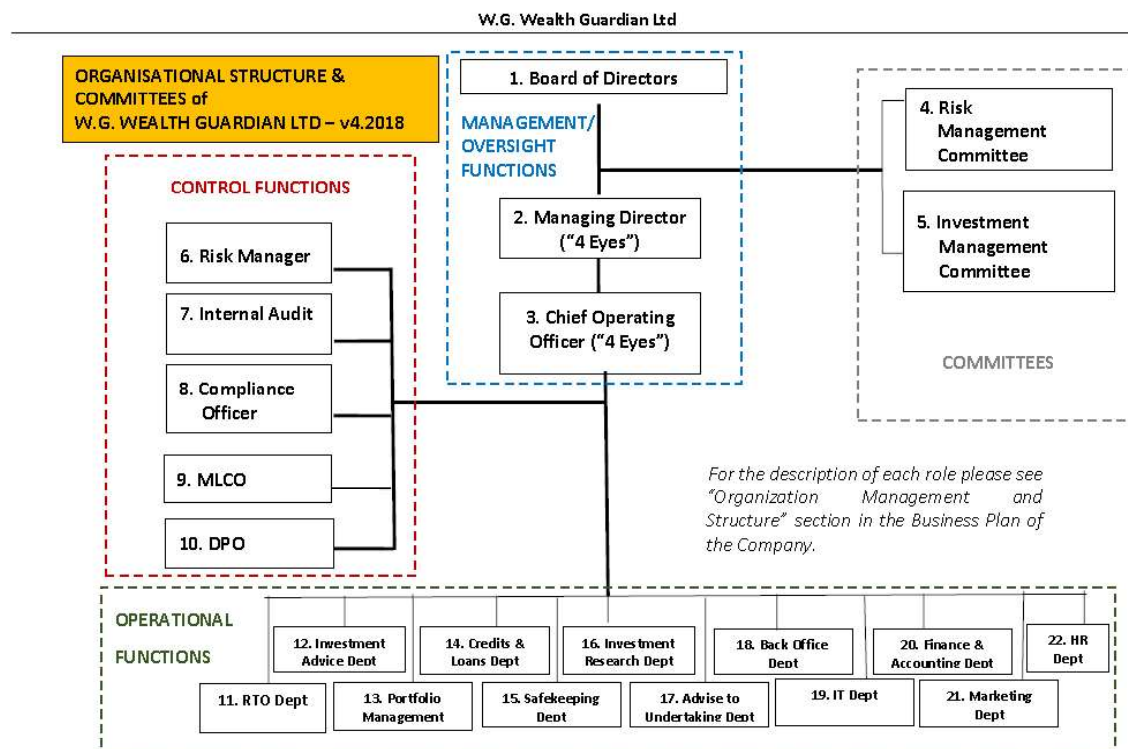 W.G. Wealth Guardian Ltd
ORGANISATIONAL STRUCTURE &
COMMITTEES of
W.G. WEALTH GUARDIAN LTD – v4.2018
1. Board of Directors
MANAGEMENT/
OVERSIGHT
FUNCTIONS
4. Risk
Management
Committee
5. Investment
Management
Committee
COMMITTEES
2. Managing Director
(“4 Eyes”)
3. Chief Operating
Officer (“4 Eyes”)
CONTROL FUNCTIONS
6. Risk Manager
7. Internal Audit
8. Compliance
Officer
9. MLCO
10. DPO
For the description of each role please see
“Organization Management and
Structure” section in the Business Plan of
the Company.
OPERATIONAL
FUNCTIONS
11. RTO Dept
12. Investment
Advice Dept
13. Portfolio
Management
14. Credits &
Loans Dept
15. Safekeeping
Dept
16. Investment
Research Dept
17. Advise to
Undertaking Dept
18. Back Office
Dept
19. IT Dept
20. Finance &
Accounting Dept
21. Marketing
Dept
22. HR
Dept